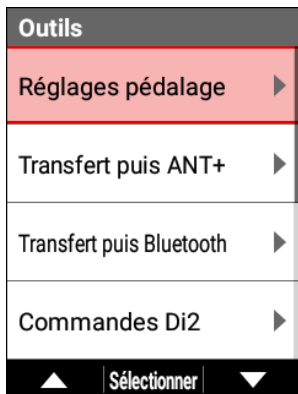 Outils
Réglages pédalage
Transfert puis ANT+
Transfert puis Bluetooth
Commandes Di2
Sélectionner